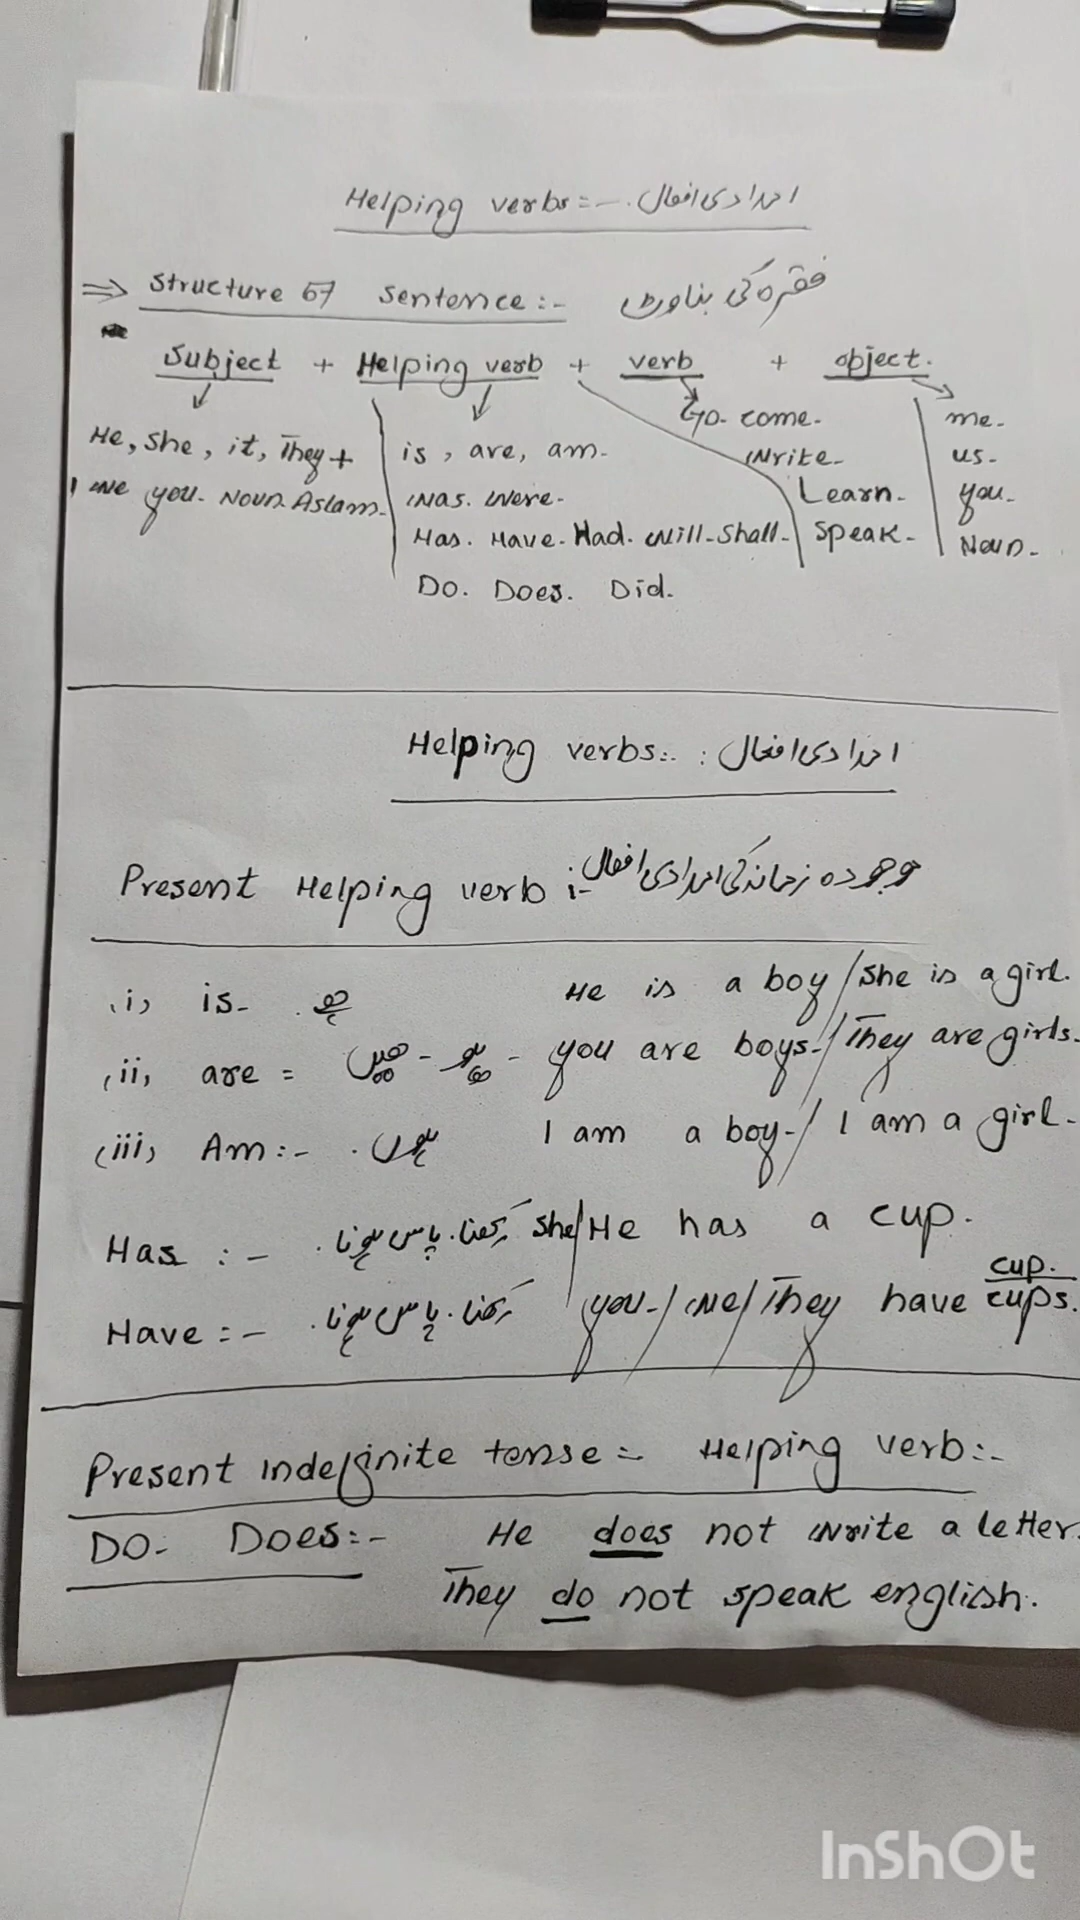 Helping verbs:-. امدادی افعال
⇒ Structure of Sentence:- فقرہ کی بناوٹ
Subject + Helping verb + verb + object.
He, She, it, They + | is, are, am. Go. come. me.
I we you. Noun. Aslam. was. were. write. us.
Has. Have. Had. will. Shall. Learn. you.
Do. Does. Did. Speak. Noun.
Helping verbs:. : امدادی افعال
Present Helping verb :- موجودہ زمانہ کی امدادی افعال
(i) is- ہے. He is a boy / She is a girl.
(ii) are = ہیں - ہو - you are boys. / They are girls.
(iii) Am:- ہوں. I am a boy- / I am a girl.
Has :- رکھنا. پاس ہونا. She/He has a cup.
Have :- رکھنا. پاس ہونا. you./we/They have cup.
cups.
Present indefinite tense = Helping verb:-
DO. Does:- He does not write a letter.
They do not speak english.
InShOt